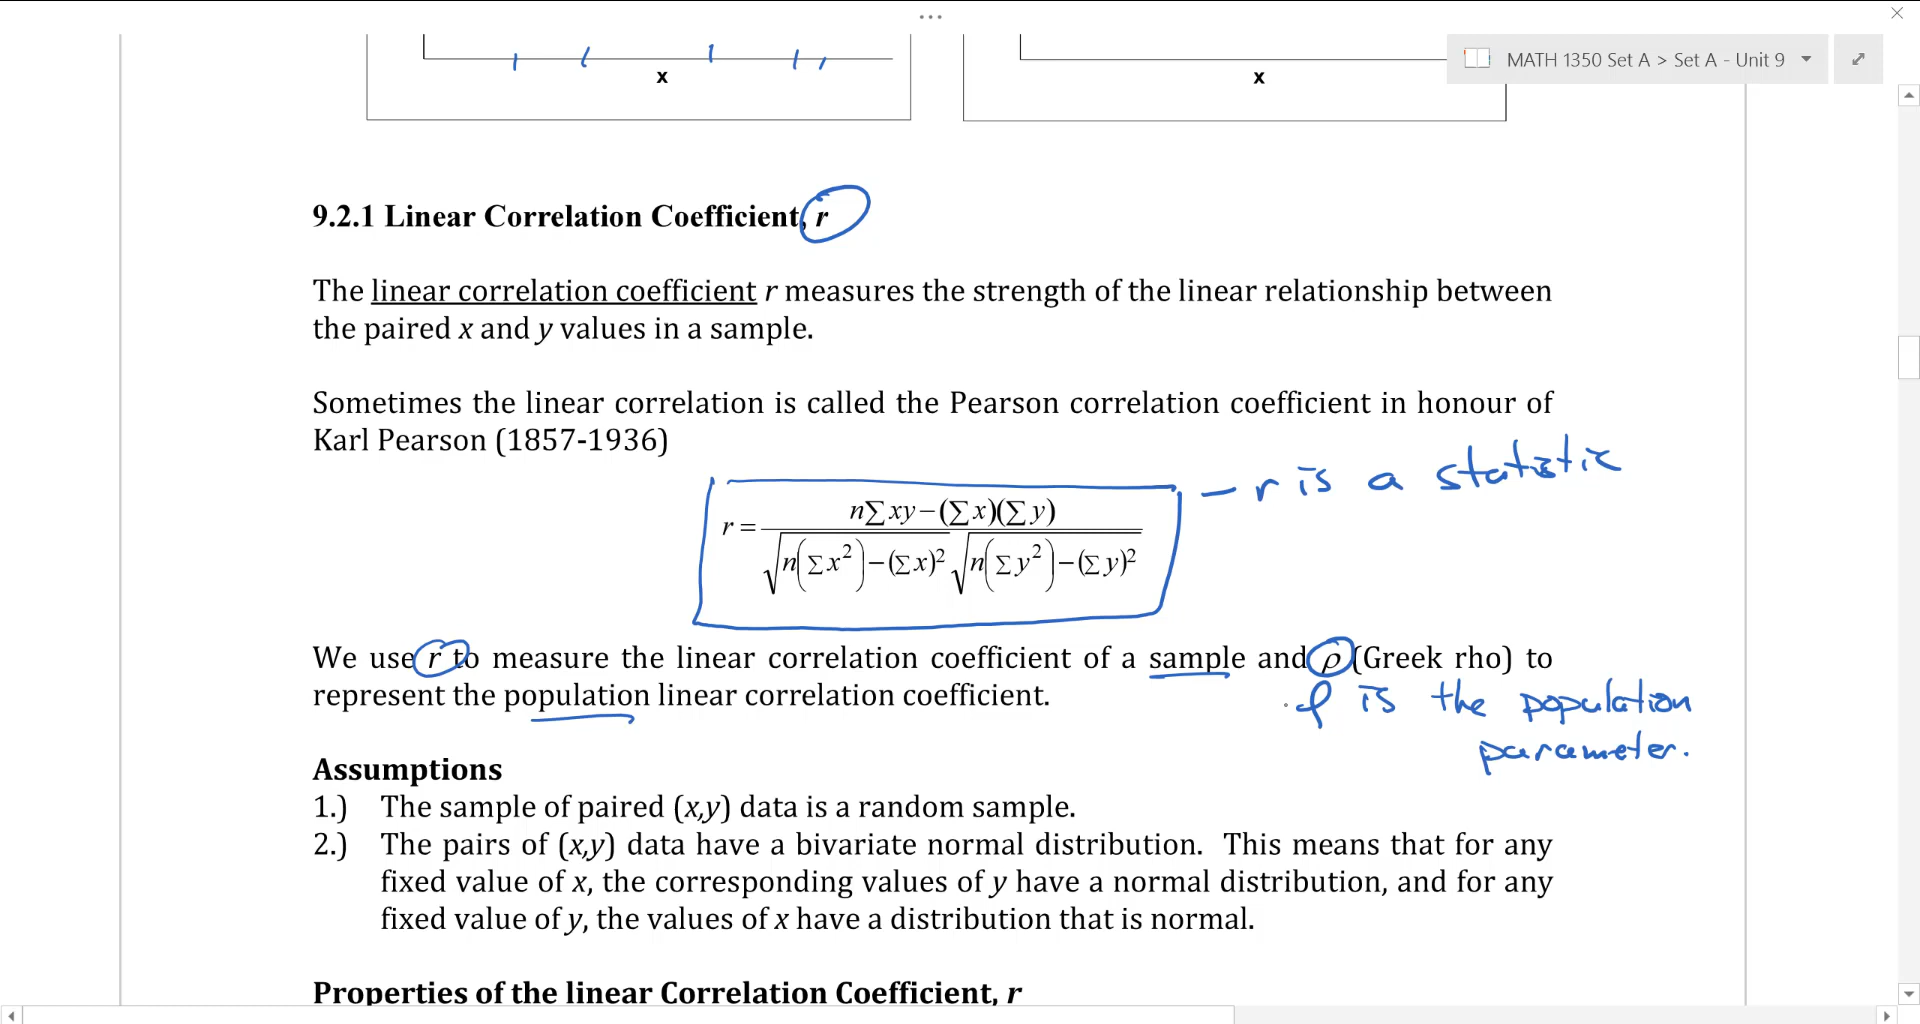 x
x
MATH 1350 Set A > Set A - Unit 9
9.2.1 Linear Correlation Coefficient, r
The linear correlation coefficient r measures the strength of the linear relationship between
the paired x and y values in a sample.
Sometimes the linear correlation is called the Pearson correlation coefficient in honour of
Karl Pearson (1857-1936)
– r is a statistic
r = \frac{n∑xy−(∑x)(∑y)}{\sqrt{n(∑x²)−(∑x)²}\sqrt{n(∑y²)−(∑y)²}}
We use r to measure the linear correlation coefficient of a sample and ρ (Greek rho) to
represent the population linear correlation coefficient.
ρ is the population
parameter.
Assumptions
1.) The sample of paired (x,y) data is a random sample.
2.) The pairs of (x,y) data have a bivariate normal distribution. This means that for any
fixed value of x, the corresponding values of y have a normal distribution, and for any
fixed value of y, the values of x have a distribution that is normal.
Properties of the linear Correlation Coefficient, r